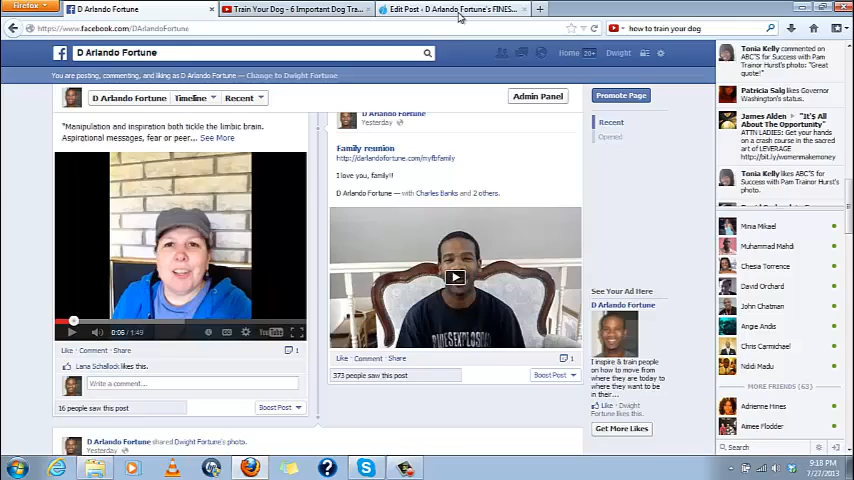 Firefox
D Arlando Fortune
Train Your Dog - 6 Important Dog Tra...
Edit Post ‹ D Arlando Fortune's FINES...
https://www.facebook.com/DArlandoFortune
how to train your dog
D Arlando Fortune
Home 20+
Dwight
You are posting, commenting, and liking as D Arlando Fortune — Change to Dwight Fortune
D Arlando Fortune
Timeline
Recent
Admin Panel
"Manipulation and inspiration both tickle the limbic brain.
Aspirational messages, fear or peer... See More
0:06 / 1:49
YouTube
Like · Comment · Share
1
Lana Schallock likes this.
Write a comment...
16 people saw this post
Boost Post
D Arlando Fortune shared Dwight Fortune's photo.
Yesterday
D Arlando Fortune
Yesterday
Family reunion
http://darlandofortune.com/myfbfamily
I love you, family!!
D Arlando Fortune — with Charles Banks and 2 others.
Like · Comment · Share
1
373 people saw this post
Boost Post
Promote Page
Recent
Opened
See Your Ad Here
D Arlando Fortune
I inspire & train people
on how to move from
where they are today to
where they want to be
in their...
Like · Dwight
Fortune likes this.
Get More Likes
Tonia Kelly commented
on ABC'S for Success with Pam
Trainor Hurst's photo: "Great
quote!"
Patricia Salg likes Governor
Washington's status.
James Alden ▸ "It's All
About The Opportunity"
ATTN LADIES: Get your hands
on a crash course in the sacred
art of LEVERAGE
http://bit.ly/womenmakemoney
Tonia Kelly likes ABC'S for
Success with Pam Trainor Hurst's
photo.
Minia Mikael
Muhammad Mahdi
Chesia Torrence
David Orchard
John Chatman
Angie Andis
Chris Carmichael
Ndidi Madu
MORE FRIENDS (63)
Adrienne Hines
Aimee Flodder
Search
9:18 PM
7/27/2013